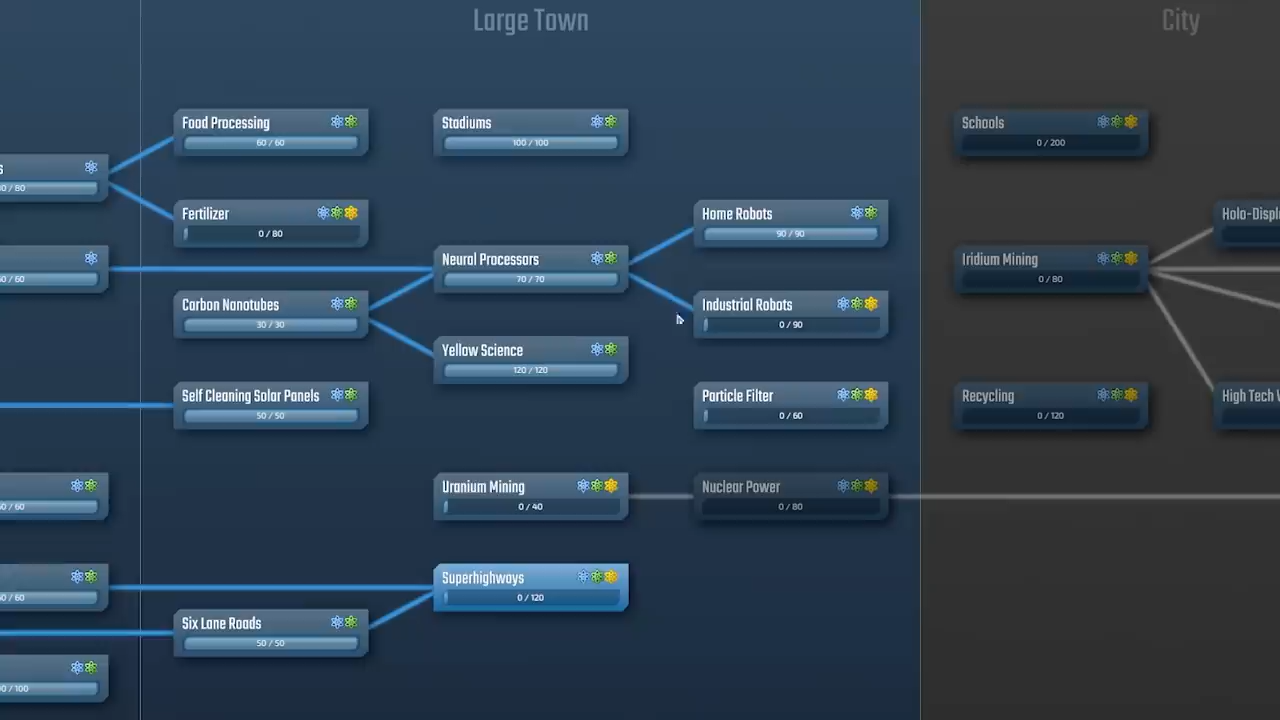 Large Town
City
Food Processing
60 / 60
Stadiums
100 / 100
Schools
0 / 200
Fertilizer
0 / 80
Home Robots
90 / 90
Neural Processors
70 / 70
Iridium Mining
0 / 80
Carbon Nanotubes
30 / 30
Industrial Robots
0 / 90
Yellow Science
120 / 120
Self Cleaning Solar Panels
50 / 50
Particle Filter
0 / 60
Recycling
0 / 120
High Tech
Uranium Mining
0 / 40
Nuclear Power
0 / 80
Superhighways
0 / 120
Six Lane Roads
50 / 50